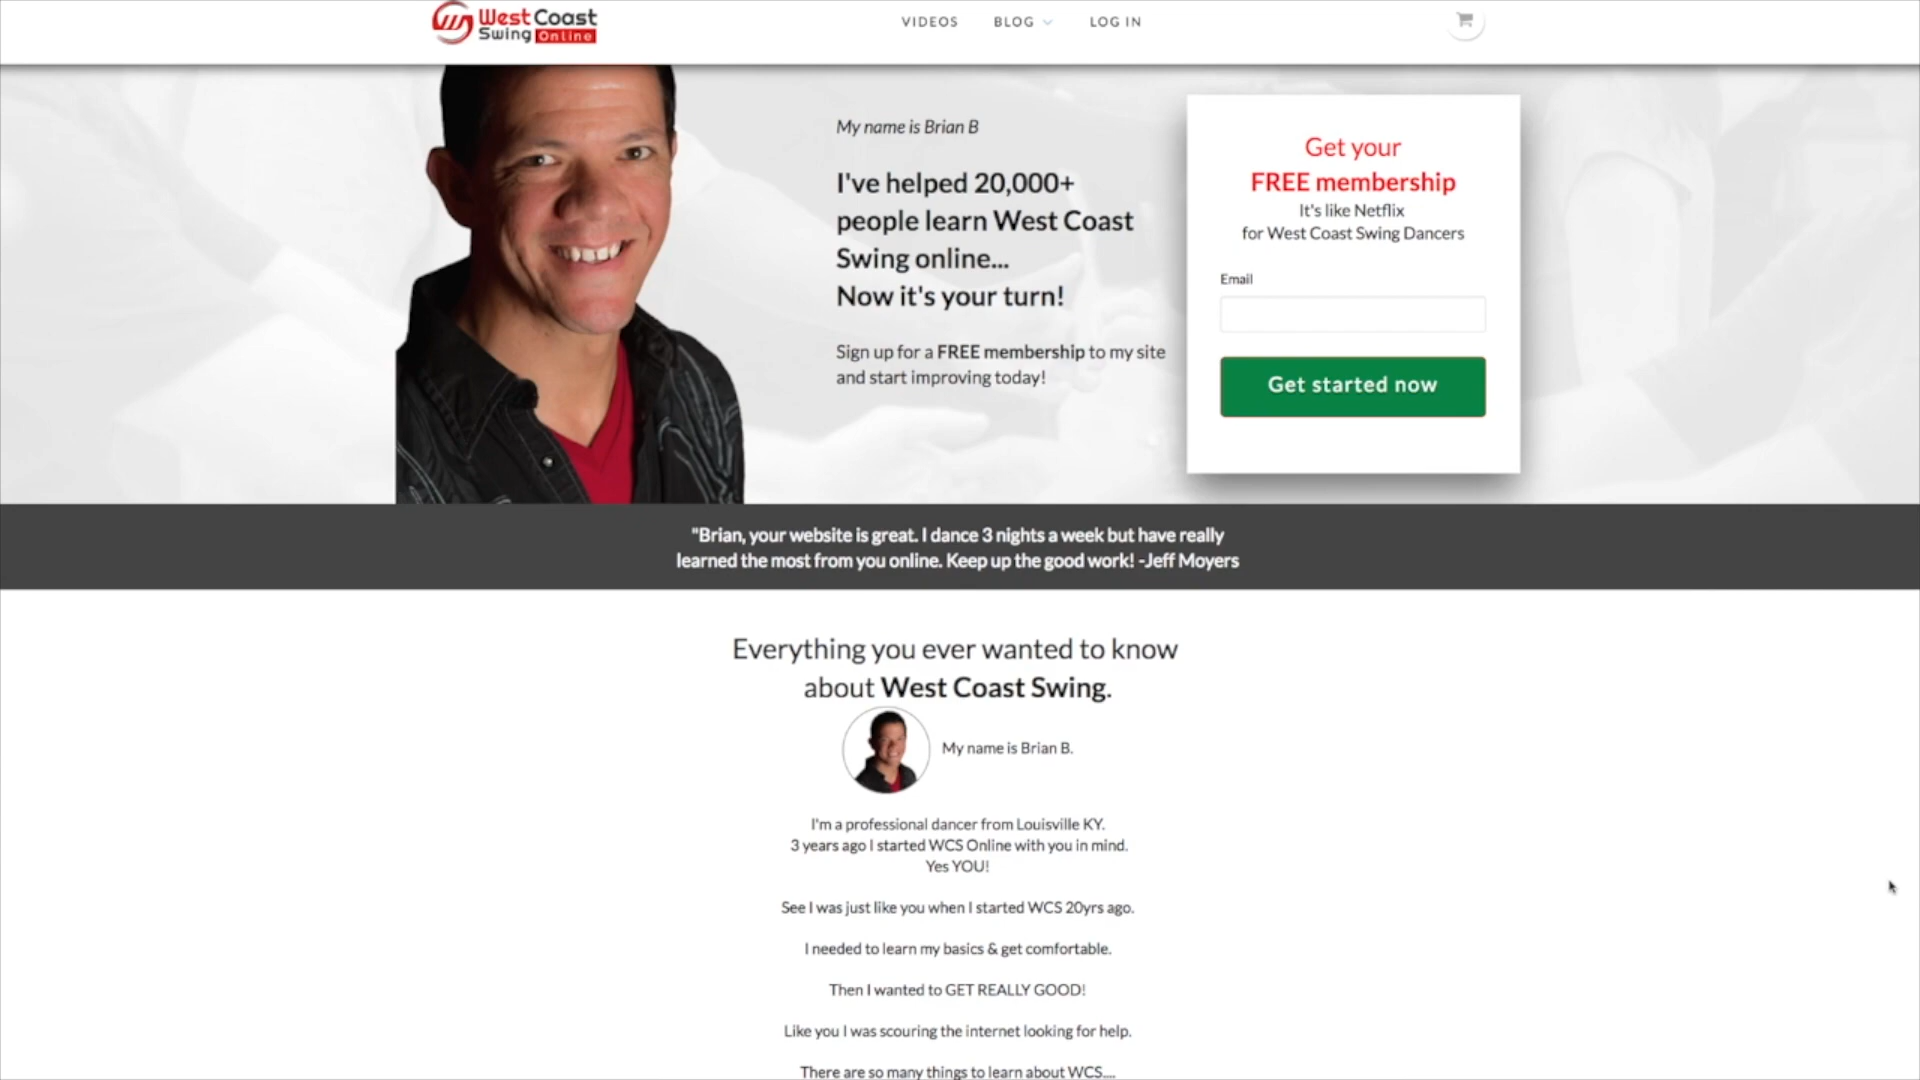 West Coast
Swing Online
VIDEOS
BLOG
LOG IN
My name is Brian B
I've helped 20,000+
people learn West Coast
Swing online...
Now it's your turn!
Sign up for a FREE membership to my site
and start improving today!
Get your
FREE membership
It's like Netflix
for West Coast Swing Dancers
Email
Get started now
"Brian, your website is great. I dance 3 nights a week but have really
learned the most from you online. Keep up the good work! -Jeff Moyers
Everything you ever wanted to know
about West Coast Swing.
My name is Brian B.
I'm a professional dancer from Louisville KY.
3 years ago I started WCS Online with you in mind.
Yes YOU!
See I was just like you when I started WCS 20yrs ago.
I needed to learn my basics & get comfortable.
Then I wanted to GET REALLY GOOD!
Like you I was scouring the internet looking for help.
There are so many things to learn about WCS....